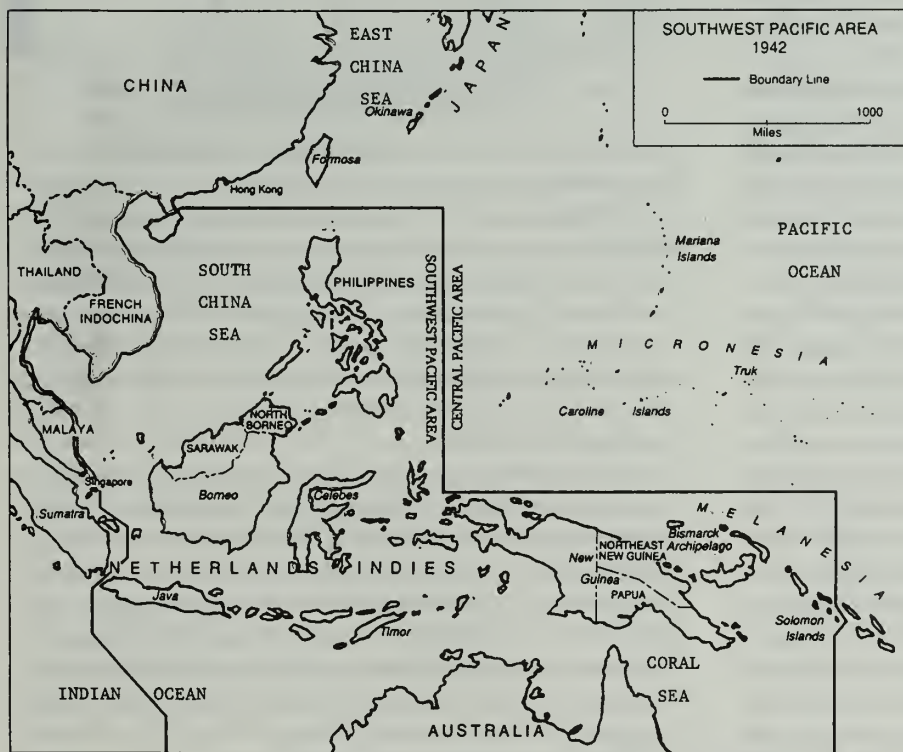 SOUTHWEST PACIFIC AREA
1942
Boundary Line
0 1000
Miles
EAST
CHINA
SEA
JAPAN
CHINA
Okinawa
Formosa
Hong Kong
PACIFIC
OCEAN
Mariana
Islands
THAILAND
FRENCH
INDOCHINA
SOUTH
CHINA
SEA
PHILIPPINES
SOUTHWEST PACIFIC AREA
CENTRAL PACIFIC AREA
MICRONESIA
Truk
Caroline Islands
MALAYA
NORTH
BORNEO
SARAWAK
Singapore
Borneo
Celebes
Sumatra
MELANESIA
Bismarck
Archipelago
NORTHEAST
NEW GUINEA
New
Guinea
PAPUA
NETHERLANDS INDIES
Java
Timor
Solomon
Islands
CORAL
SEA
INDIAN OCEAN
AUSTRALIA